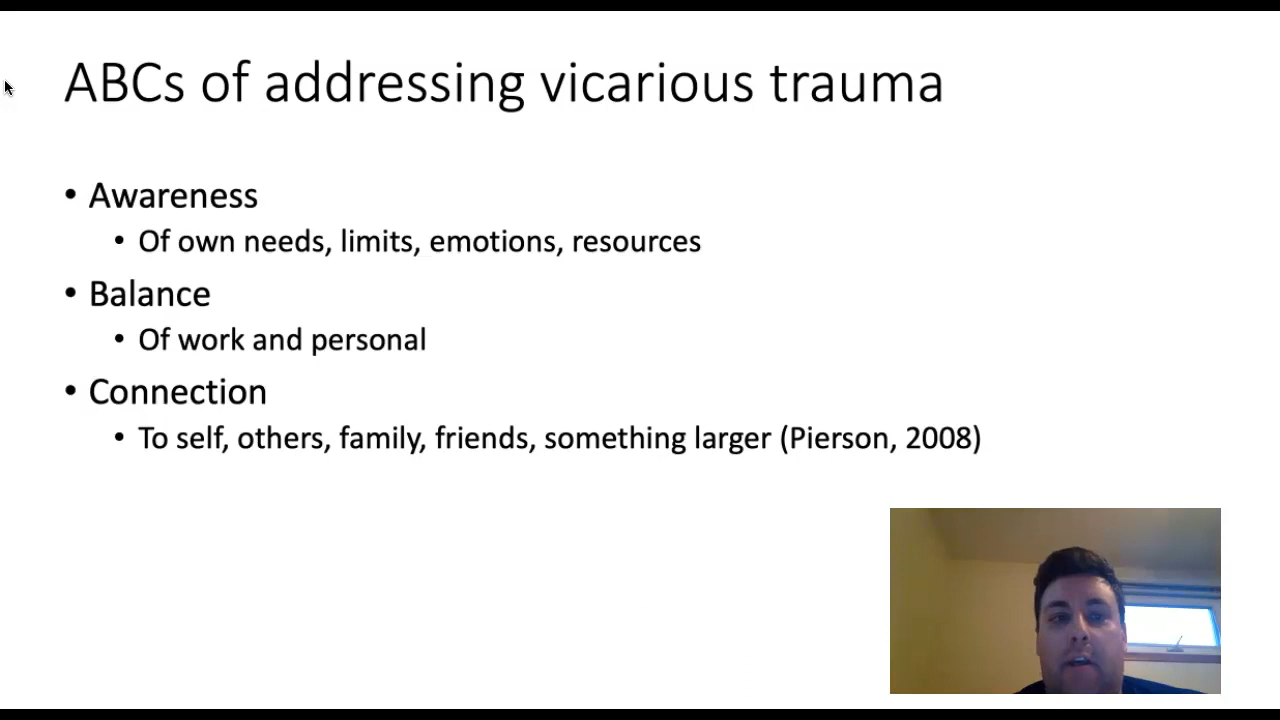 ABCs of addressing vicarious trauma
• Awareness
• Of own needs, limits, emotions, resources
• Balance
• Of work and personal
• Connection
• To self, others, family, friends, something larger (Pierson, 2008)